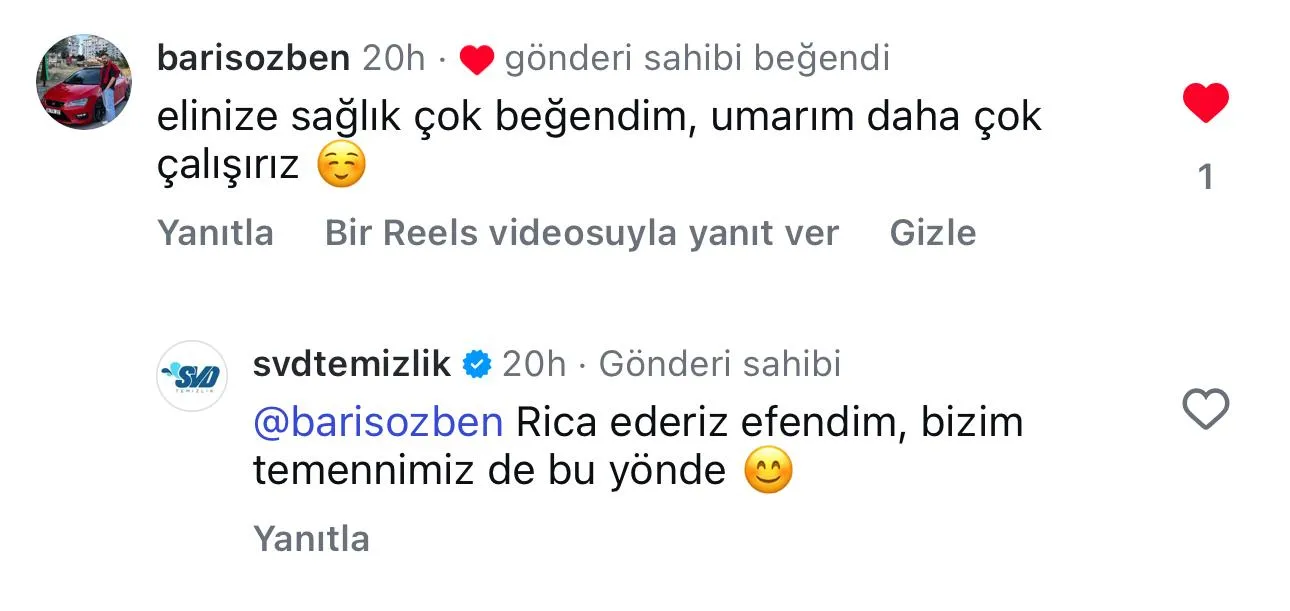 barisozben 20h · gönderi sahibi beğendi
elinize sağlık çok beğendim, umarım daha çok
çalışırız ☺️
1
Yanıtla Bir Reels videosuyla yanıt ver Gizle
SVD
TEMİZLİK
svdtemizlik 20h · Gönderi sahibi
@barisozben Rica ederiz efendim, bizim
temennimiz de bu yönde 😊
Yanıtla